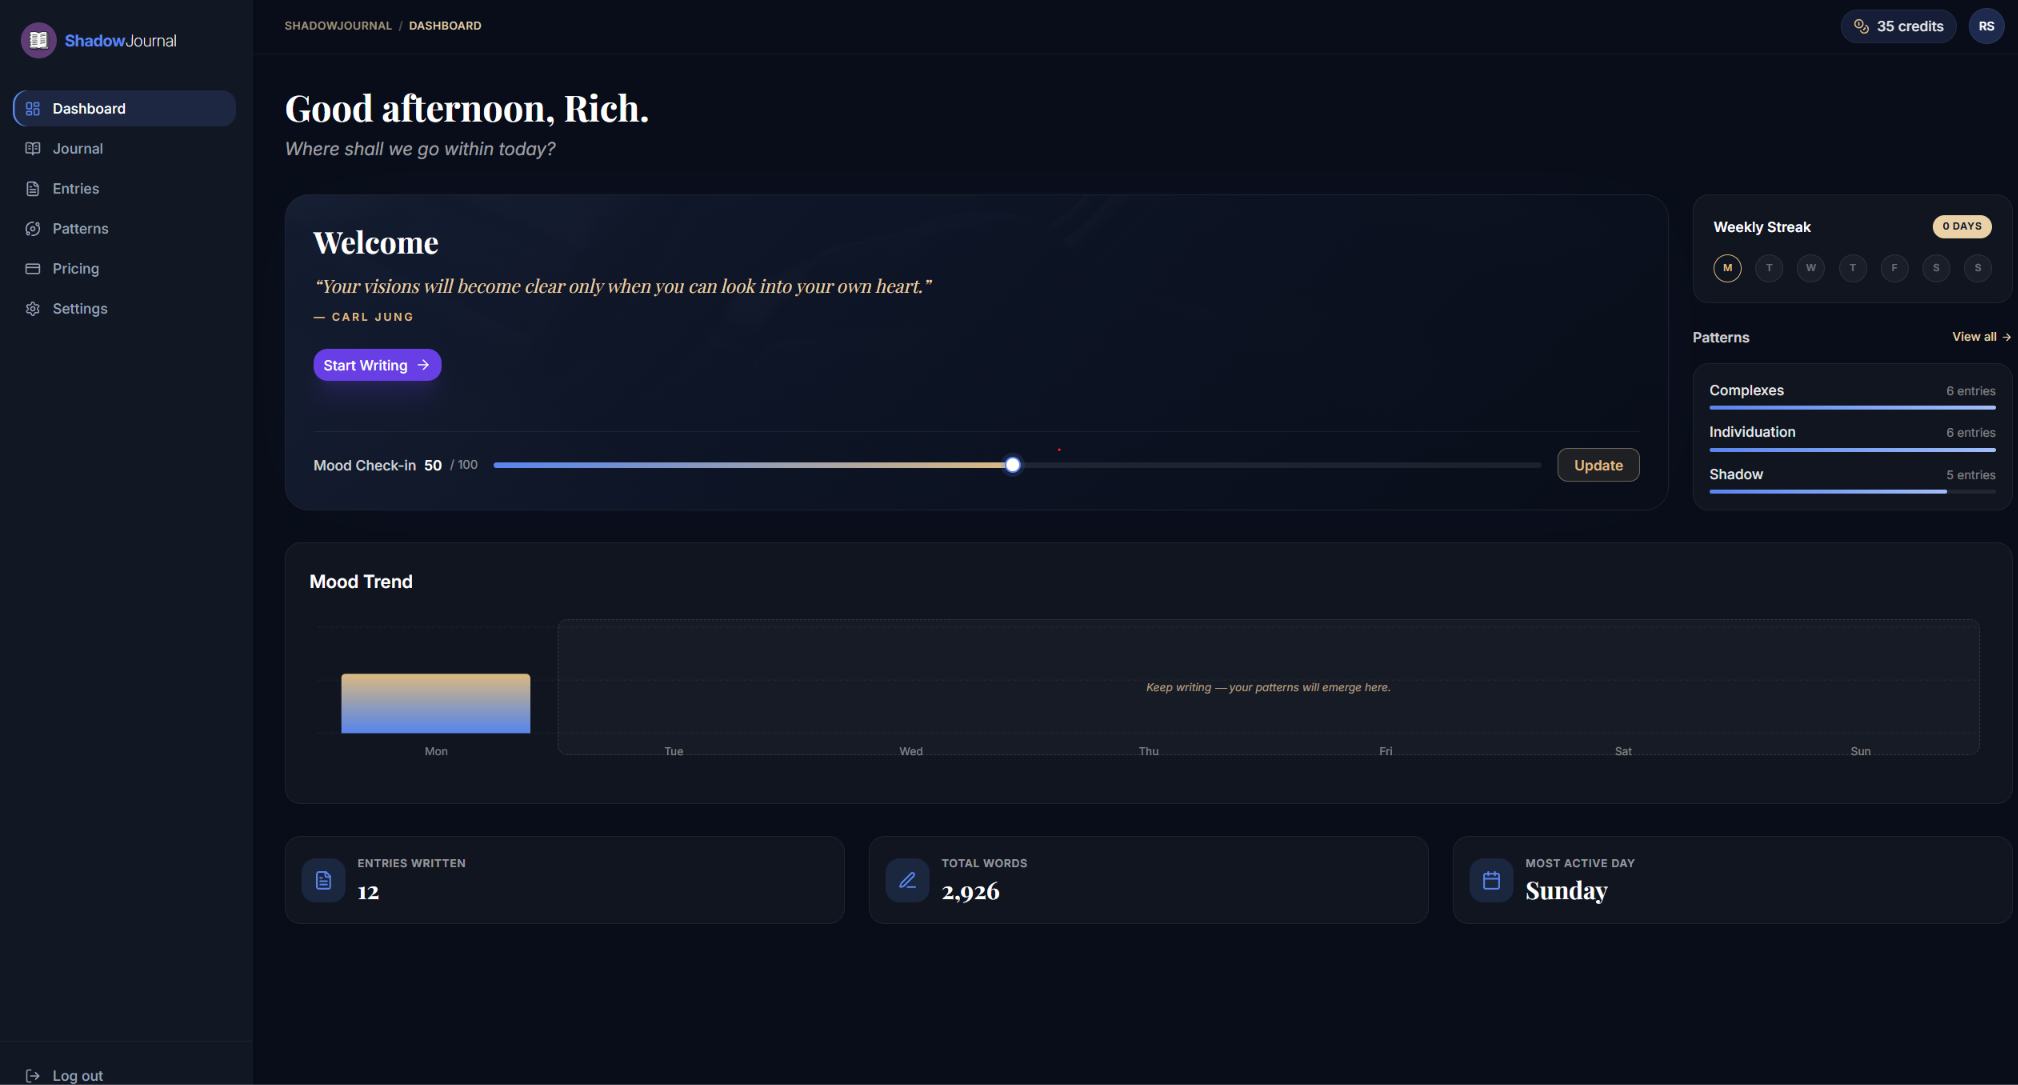 ShadowJournal
Dashboard
Journal
Entries
Patterns
Pricing
Settings
Log out
SHADOWJOURNAL / DASHBOARD
35 credits
RS
Good afternoon, Rich.
Where shall we go within today?
Welcome
“Your visions will become clear only when you can look into your own heart.”
— CARL JUNG
Start Writing →
Mood Check-in 50 / 100
Update
Weekly Streak
0 DAYS
M T W T F S S
Patterns
View all →
Complexes 6 entries
Individuation 6 entries
Shadow 5 entries
Mood Trend
Keep writing — your patterns will emerge here.
Mon Tue Wed Thu Fri Sat Sun
ENTRIES WRITTEN
12
TOTAL WORDS
2,926
MOST ACTIVE DAY
Sunday